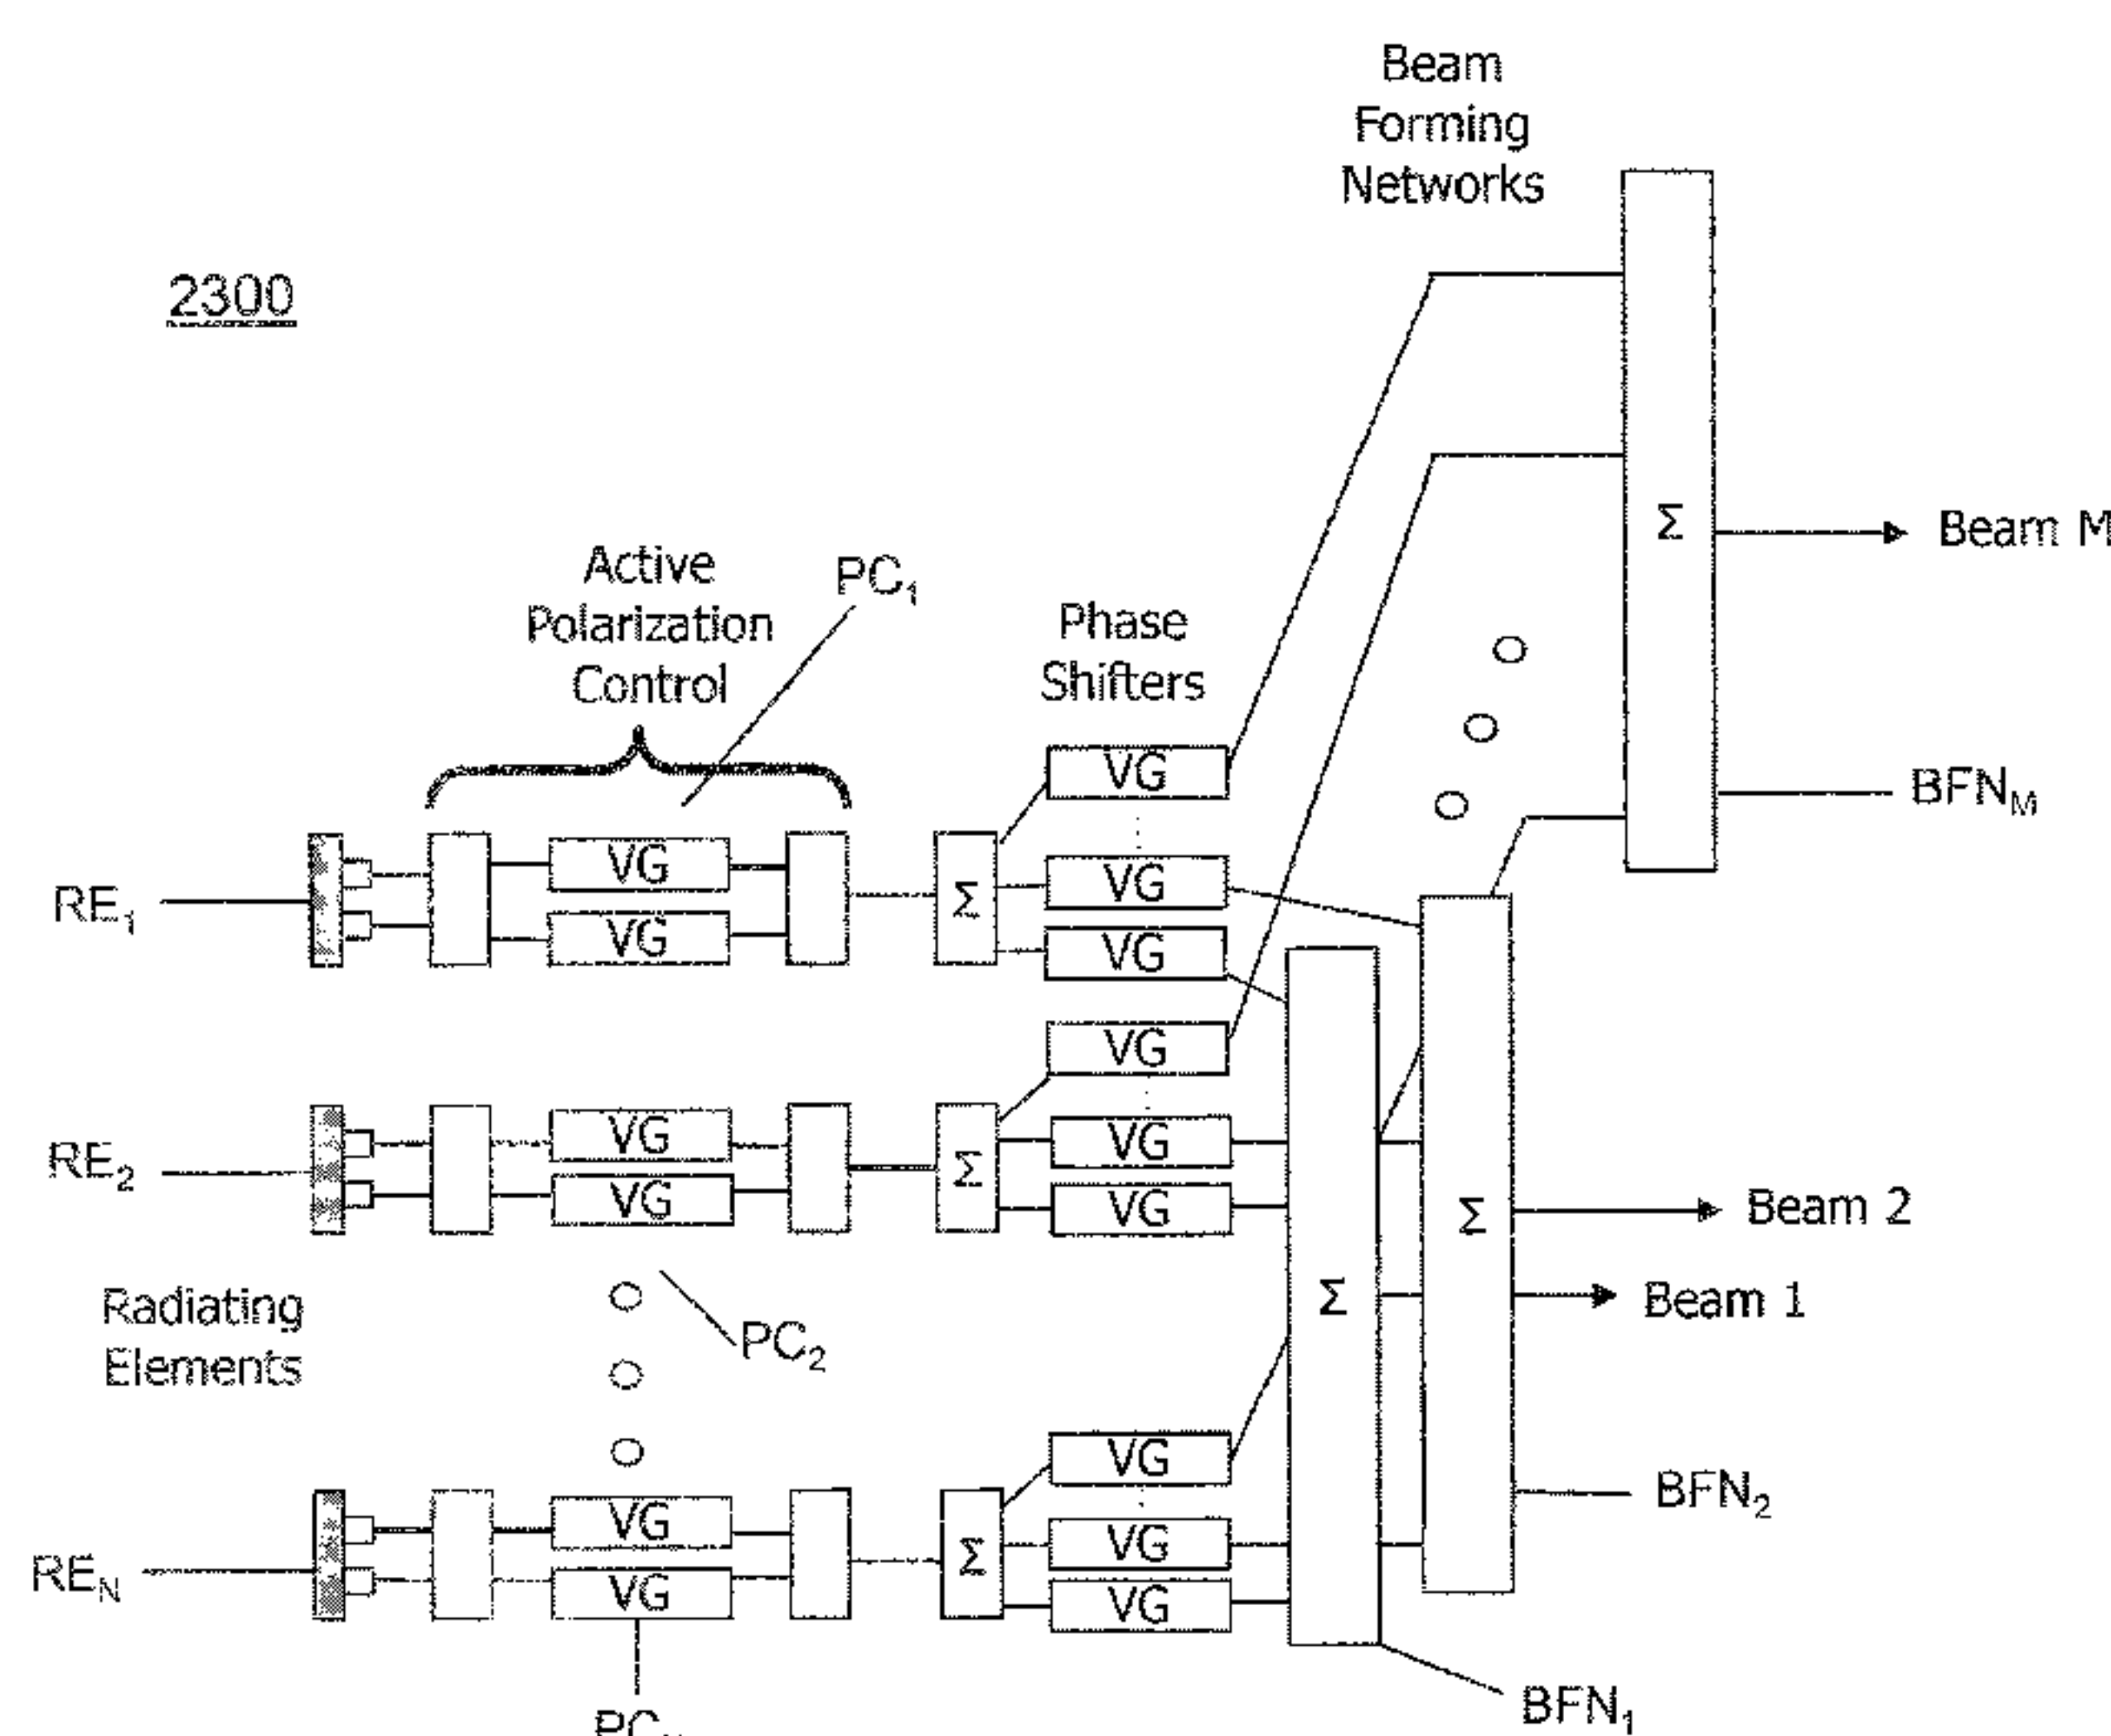 Beam
Forming
Networks
2300
Σ
Beam M
Active
Polarization
Control
PC₁
Phase
Shifters
VG
BFN_M
RE₁
VG
VG
Σ
VG
VG
VG
RE₂
VG
VG
Σ
VG
VG
Σ
Beam 2
Σ
Beam 1
Radiating
Elements
PC₂
VG
BFN₂
RE_N
VG
VG
Σ
VG
VG
BFN₁